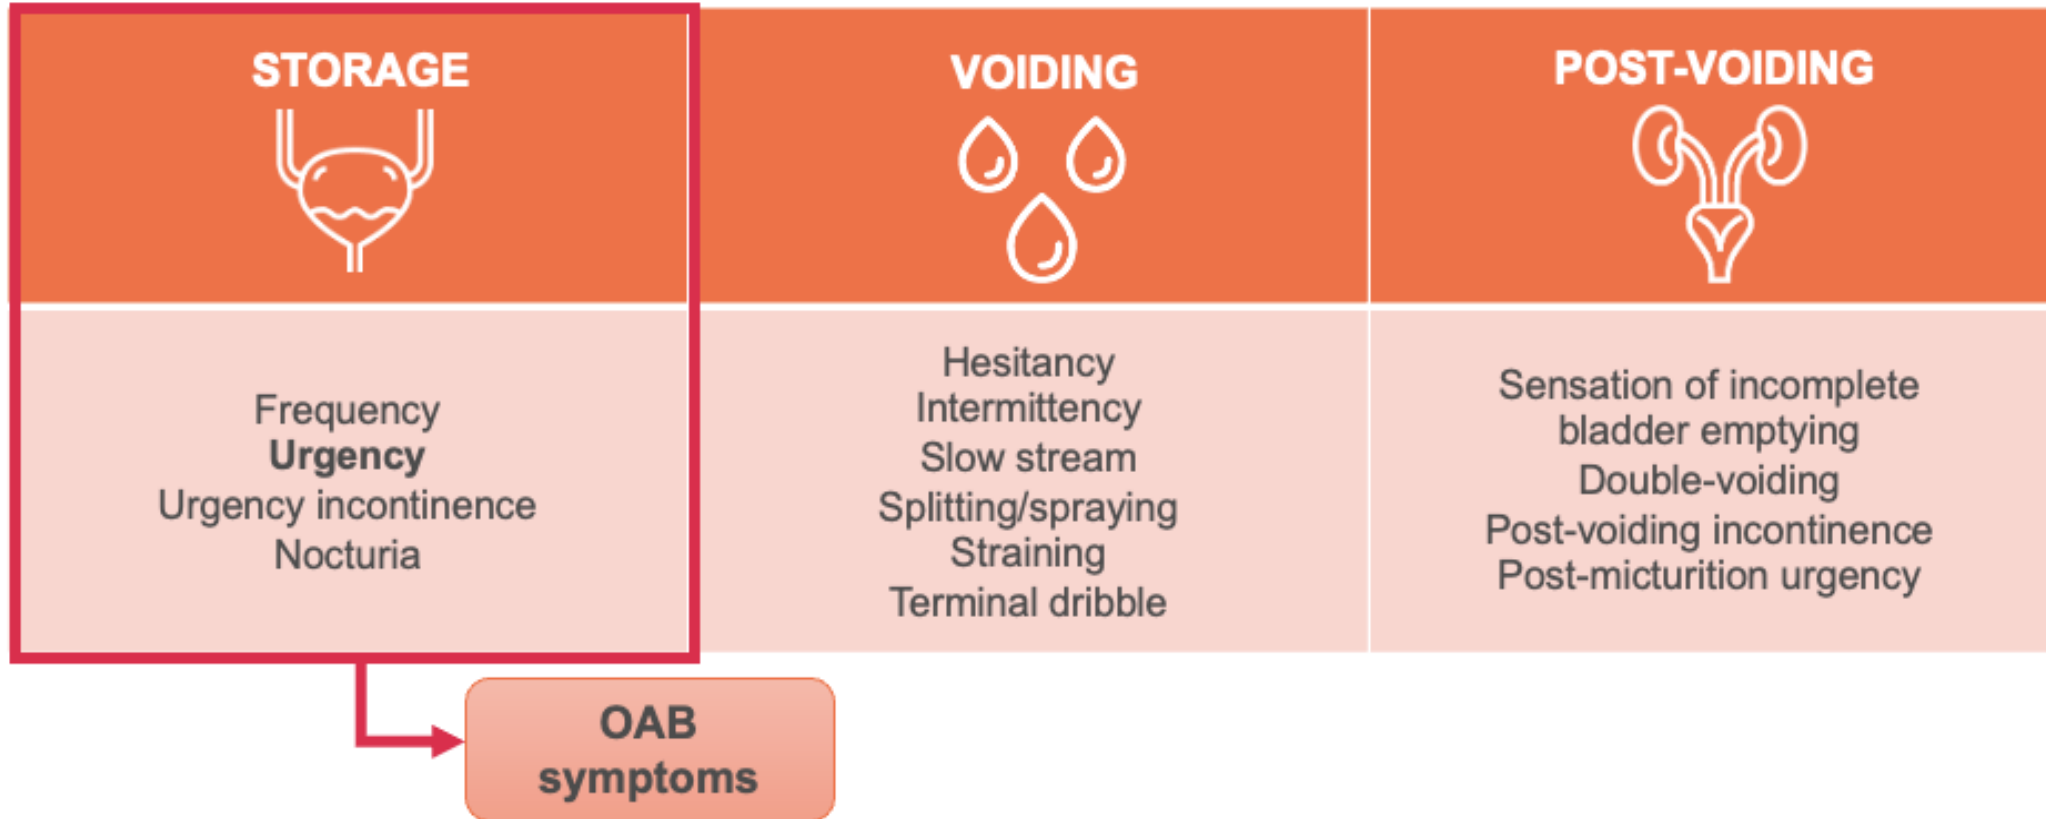 STORAGE
Frequency
Urgency
Urgency incontinence
Nocturia
VOIDING
Hesitancy
Intermittency
Slow stream
Splitting/spraying
Straining
Terminal dribble
POST-VOIDING
Sensation of incomplete
bladder emptying
Double-voiding
Post-voiding incontinence
Post-micturition urgency
OAB
symptoms